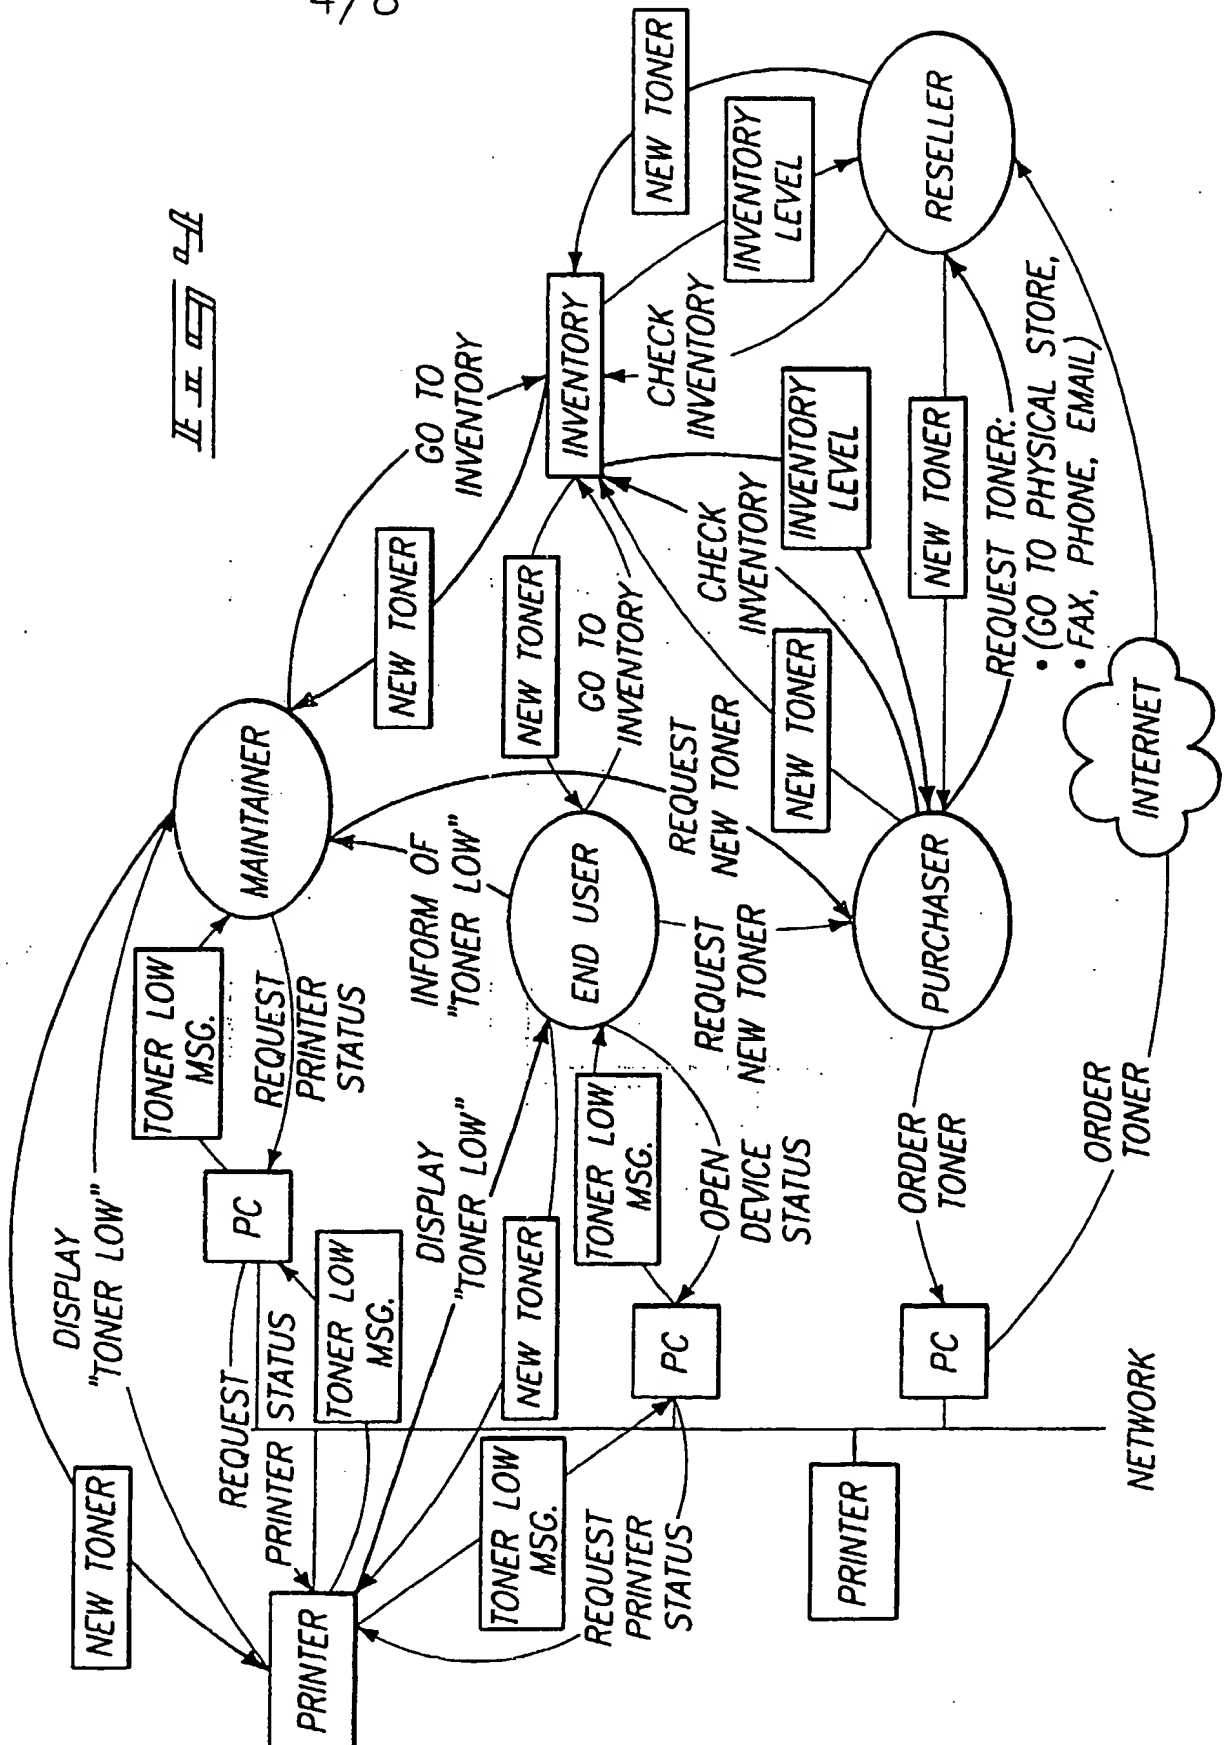 4/8
FIG. 4
NEW TONER
DISPLAY
"TONER LOW"
TONER LOW
MSG.
MAINTAINER
GO TO
INVENTORY
NEW TONER
NEW TONER
REQUEST
PRINTER STATUS
PC
REQUEST
PRINTER
STATUS
NEW TONER
INVENTORY
INVENTORY
LEVEL
PRINTER
TONER LOW
MSG.
DISPLAY
"TONER LOW"
INFORM OF
"TONER LOW"
END USER
GO TO
INVENTORY
CHECK
INVENTORY
NEW TONER
TONER LOW
MSG.
REQUEST
NEW TONER
CHECK
INVENTORY
INVENTORY
LEVEL
RESELLER
TONER LOW
MSG.
PC
OPEN
DEVICE
STATUS
REQUEST
NEW TONER
NEW TONER
NEW TONER
REQUEST
PRINTER
STATUS
PURCHASER
REQUEST TONER:
• (GO TO PHYSICAL STORE,
• FAX, PHONE, EMAIL)
PRINTER
PC
ORDER
TONER
ORDER
TONER
INTERNET
NETWORK